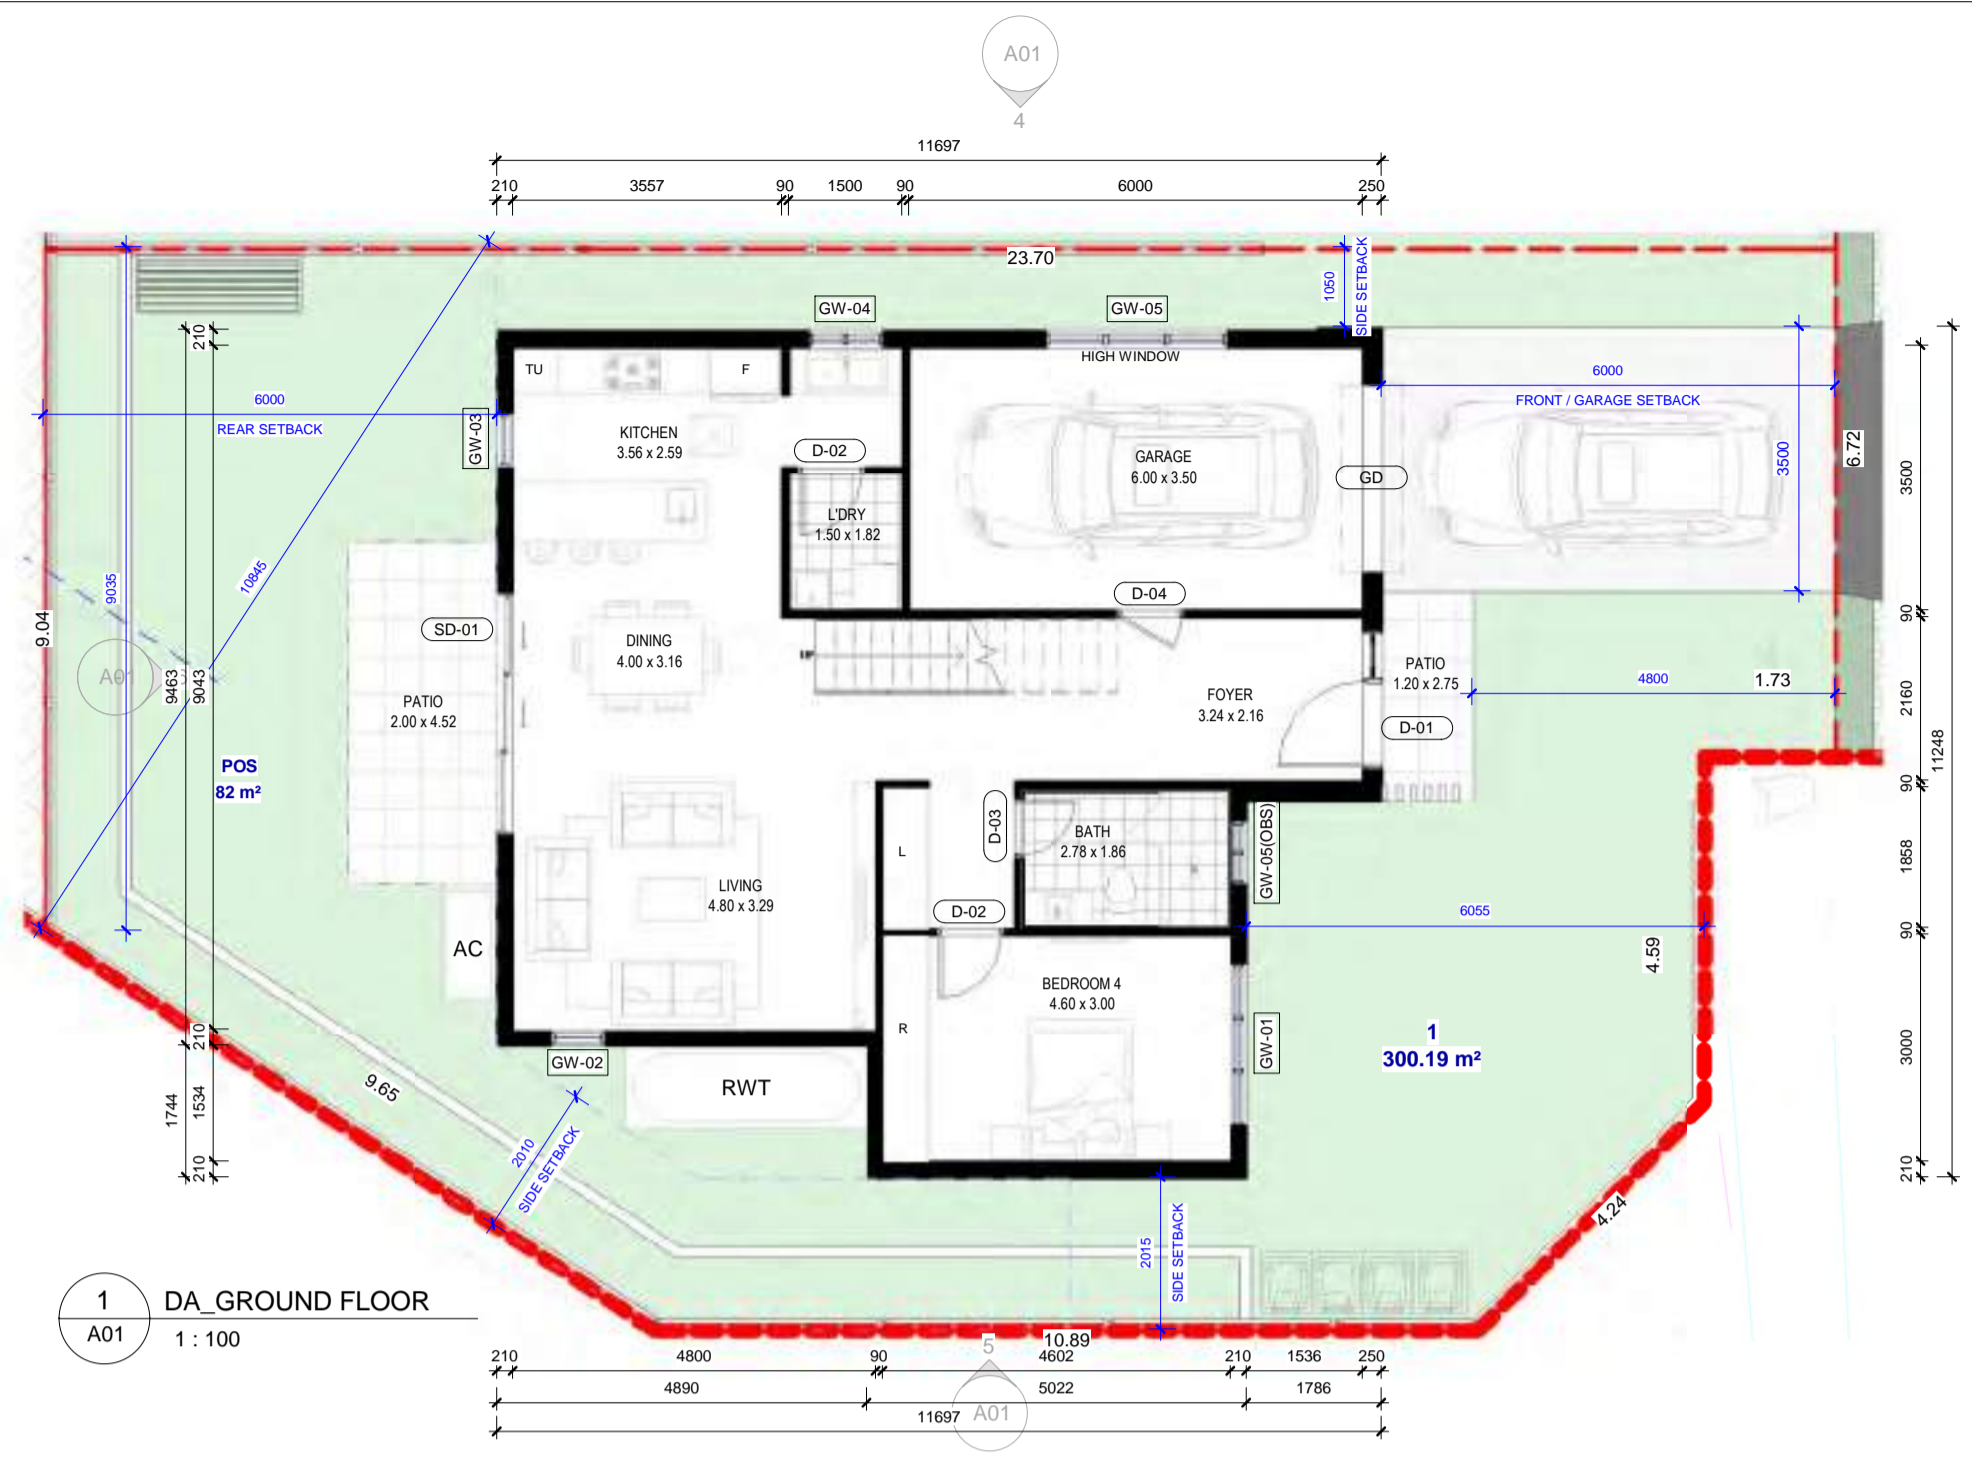 A01
4
11697
210
3557
90
1500
90
6000
250
23.70
1050
SIDE SETBACK
GW-04
GW-05
HIGH WINDOW
TU
F
210
6000
REAR SETBACK
GW-03
KITCHEN
3.56 x 2.59
D-02
GARAGE
6.00 x 3.50
GD
6000
FRONT / GARAGE SETBACK
3500
6.72
3500
L'DRY
1.50 x 1.82
9035
10845
9.04
D-04
90
SD-01
DINING
4.00 x 3.16
UP
A01
9463
9043
PATIO
2.00 x 4.52
FOYER
3.24 x 2.16
PATIO
1.20 x 2.75
4800
1.73
2160
D-01
11248
POS
82 m²
90
D-03
BATH
2.78 x 1.86
GW-05(OBS)
1858
L
LIVING
4.80 x 3.29
D-02
6055
90
4.59
AC
BEDROOM 4
4.60 x 3.00
R
GW-01
1
300.19 m²
3000
210
GW-02
RWT
9.65
1744
1534
2010
SIDE SETBACK
210
210
2015
SIDE SETBACK
4.24
1
A01
DA_GROUND FLOOR
1 : 100
10.89
5
210
4800
90
4602
210
1536
250
4890
5022
1786
11697
A01